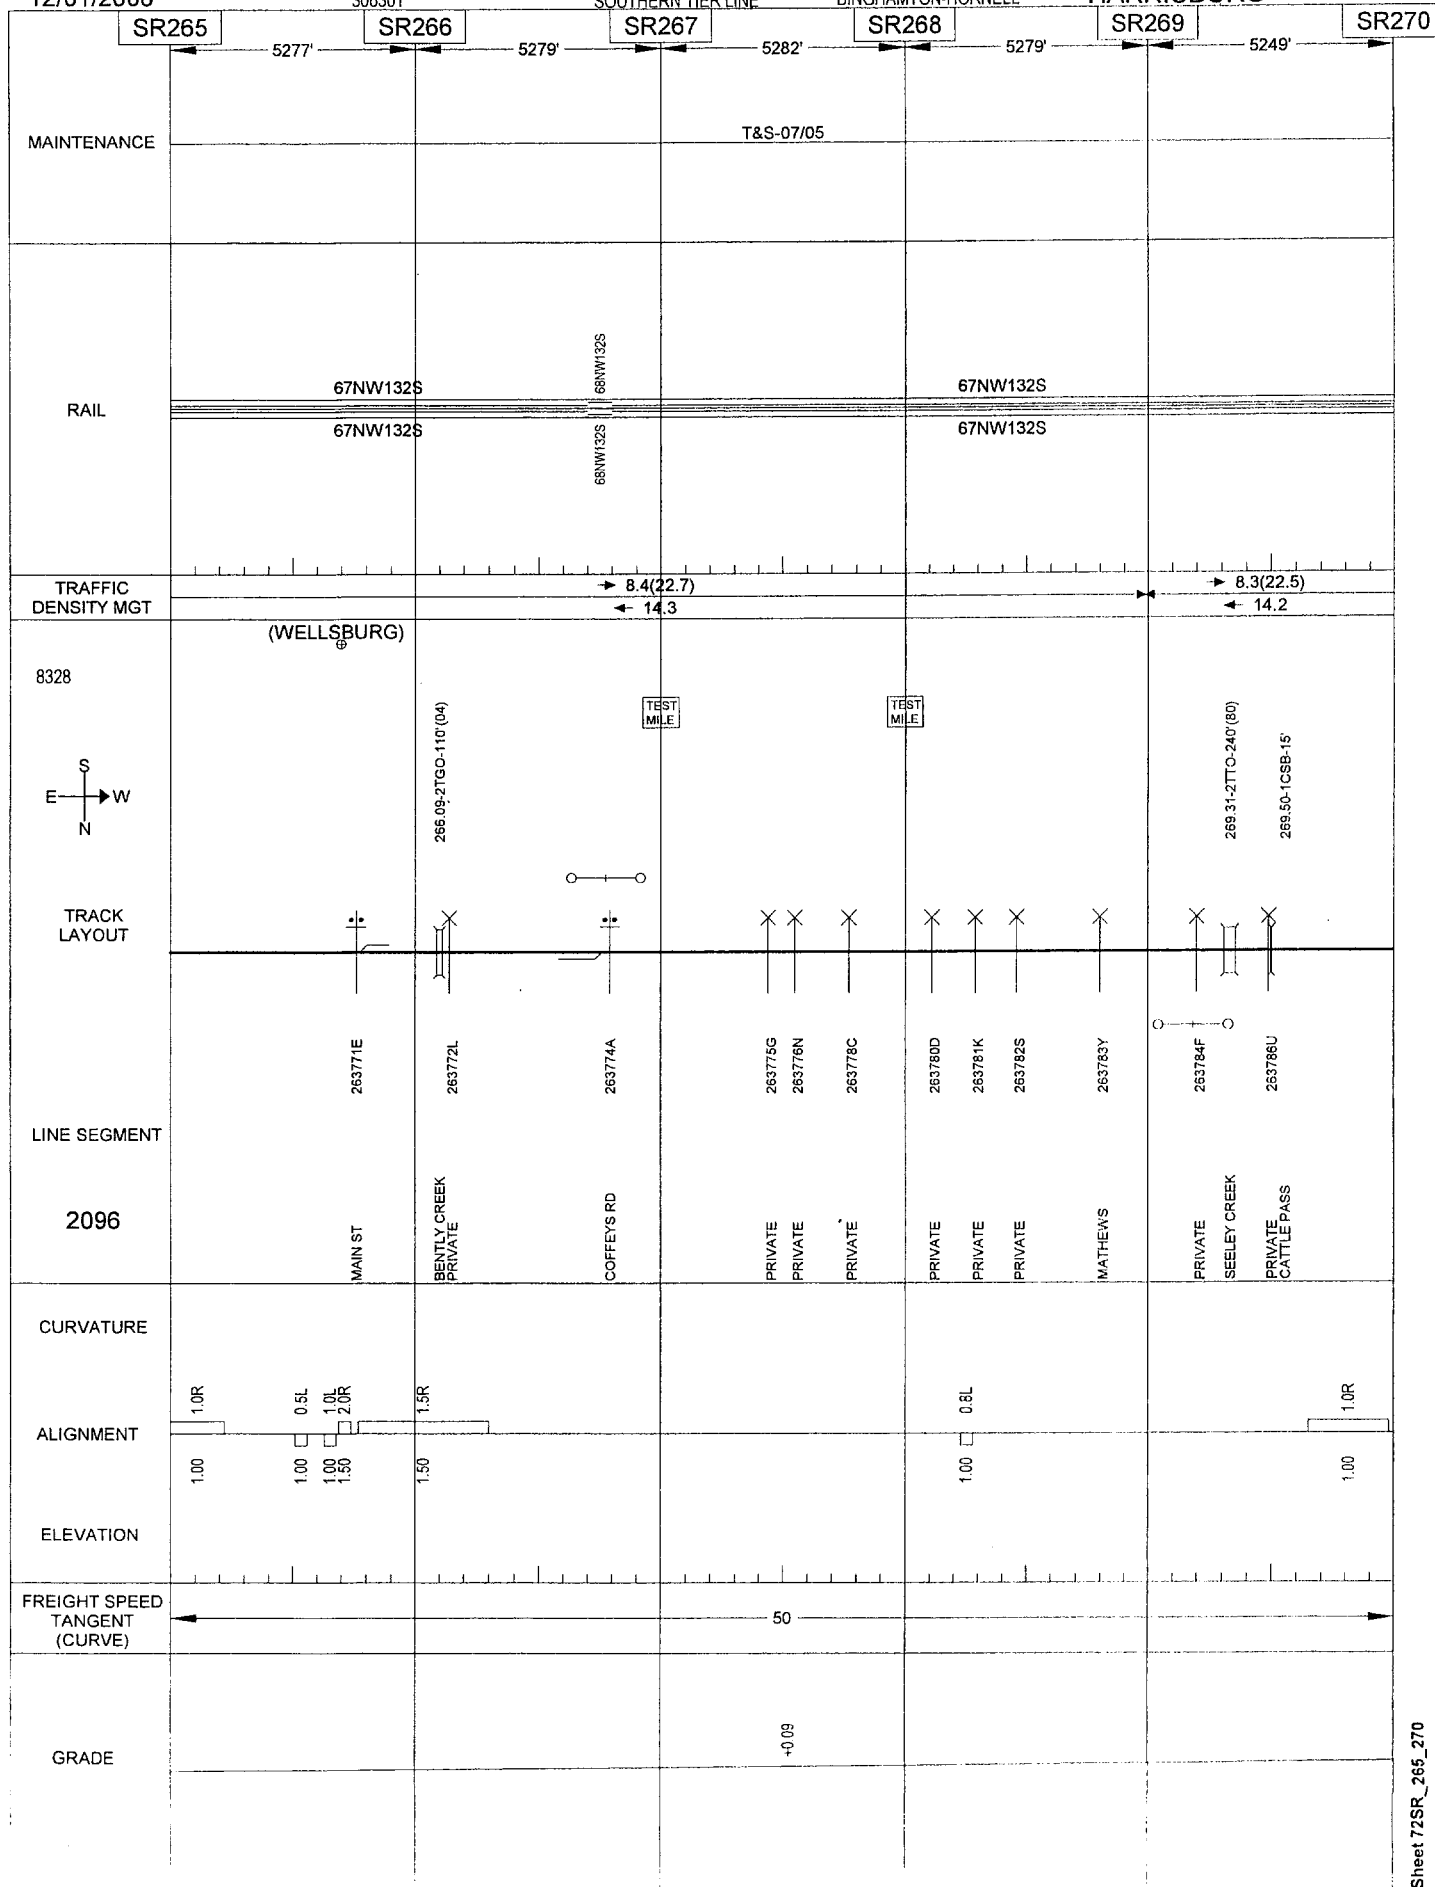 SOUTHERN TIER LINE
SR265 SR266 SR267 SR268 SR269 SR270
5277' 5279' 5282' 5279' 5249'
MAINTENANCE
T&S-07/05
RAIL
67NW132S 68NW132S 67NW132S
67NW132S 68NW132S 67NW132S
TRAFFIC
DENSITY MGT
8.4(22.7) 8.3(22.5)
14.3 14.2
(WELLSBURG)
8328
TEST
MILE
TEST
MILE
266.09-2TGO-110'(04)
269.31-2TTO-240'(80)
269.50-1CSB-15'
S
E W
N
TRACK
LAYOUT
263771E
263772L
263774A
263775G
263776N
263778C
263780D
263781K
263782S
263783Y
263784F
263786U
LINE SEGMENT
2096
MAIN ST
BENTLY CREEK
PRIVATE
COFFEYS RD
PRIVATE
PRIVATE
PRIVATE
PRIVATE
PRIVATE
PRIVATE
MATHEWS
PRIVATE
SEELEY CREEK
PRIVATE
CATTLE PASS
CURVATURE
1.0R 0.5L 1.0L 2.0R 1.5R 0.8L 1.0R
ALIGNMENT
1.00 1.00 1.00 1.50 1.50 1.00 1.00
ELEVATION
FREIGHT SPEED
TANGENT
(CURVE)
50
GRADE
+0.09
Sheet 72SR_265_270